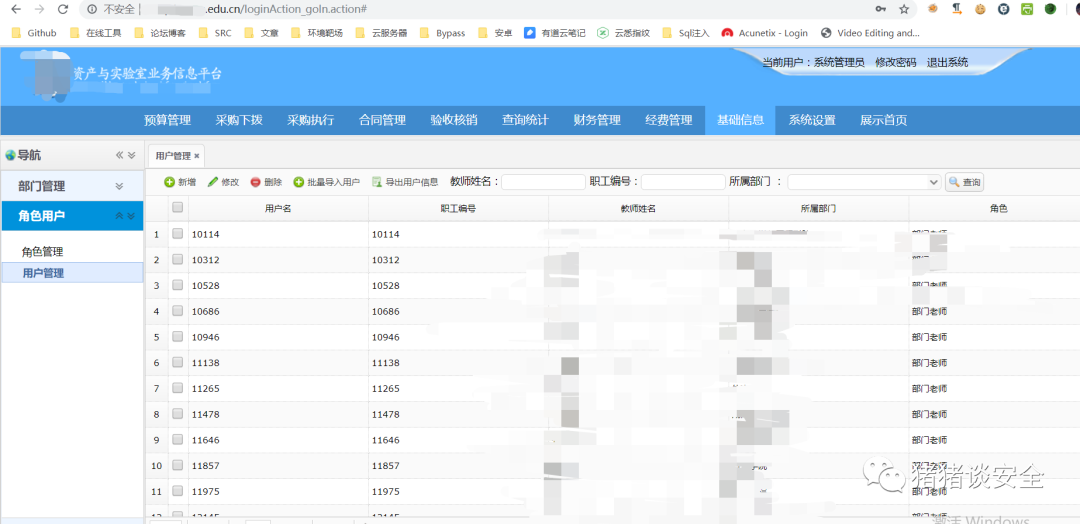 不安全 | .edu.cn/loginAction_goIn.action#
Github 在线工具 论坛博客 SRC 文章 环境靶场 云服务器 Bypass 安卓 有道云笔记 云悉指纹 Sql注入 Acunetix - Login Video Editing and...
资产与实验室业务信息平台
当前用户：系统管理员 修改密码 退出系统
预算管理 采购下拨 采购执行 合同管理 验收核销 查询统计 财务管理 经费管理 基础信息 系统设置 展示首页
导航
用户管理
部门管理
角色用户
角色管理
用户管理
新增 修改 删除 批量导入用户 导出用户信息 教师姓名： 职工编号： 所属部门 ： 查询
用户名 职工编号 教师姓名 所属部门 角色
1 10114 10114
2 10312 10312
3 10528 10528 部门老师
4 10686 10686 部门老师
5 10946 10946 部门老师
6 11138 11138 部门老师
7 11265 11265 部门老师
8 11478 11478 部门老师
9 11646 11646 部门老师
10 11857 11857 部门老师
11 11975 11975 部门老师
12 12145 12145 部门老师
猪猪谈安全
激活 Windows